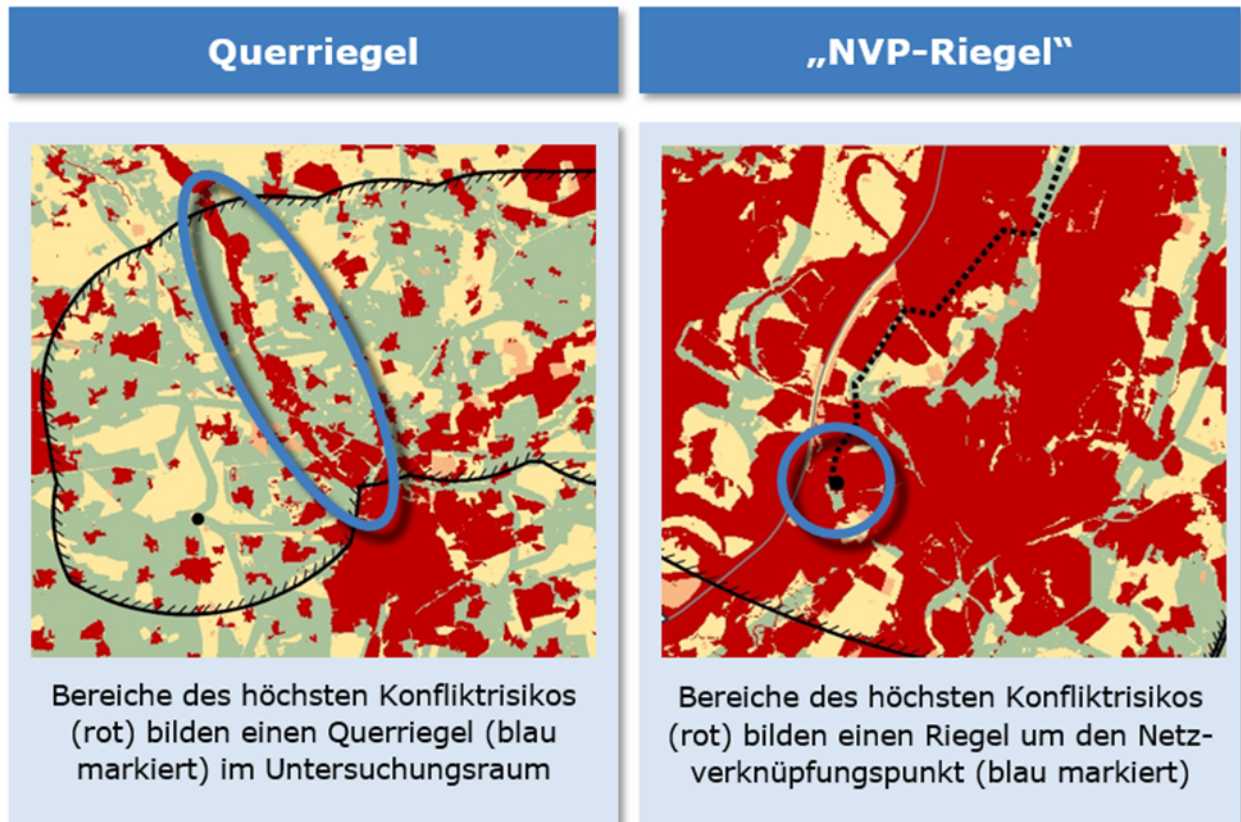 Querriegel
„NVP-Riegel“
Bereiche des höchsten Konfliktrisikos
(rot) bilden einen Querriegel (blau
markiert) im Untersuchungsraum
Bereiche des höchsten Konfliktrisikos
(rot) bilden einen Riegel um den Netz-
verknüpfungspunkt (blau markiert)